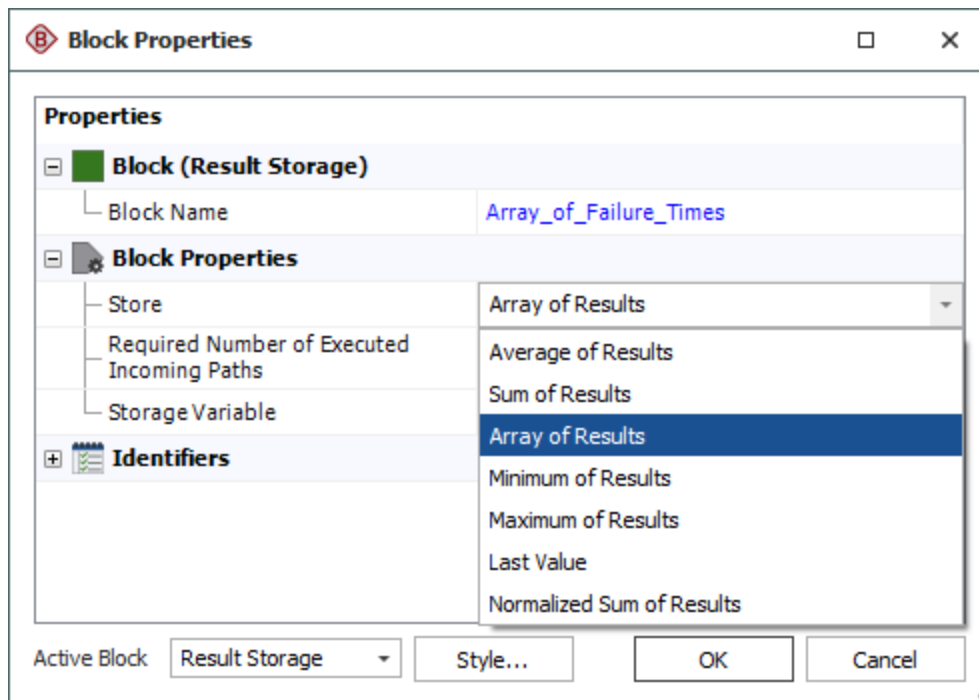 B Block Properties
Properties
Block (Result Storage)
Block Name Array_of_Failure_Times
Block Properties
Store Array of Results
Required Number of Executed
Incoming Paths
Storage Variable
Identifiers
Average of Results
Sum of Results
Array of Results
Minimum of Results
Maximum of Results
Last Value
Normalized Sum of Results
Active Block Result Storage Style... OK Cancel